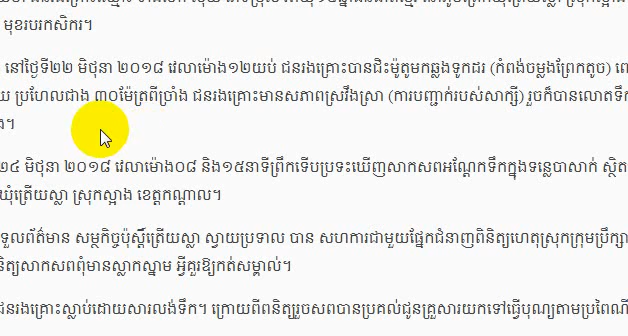 មុខរបរកសិករ។
នៅថ្ងៃទី២២ មិថុនា ២០១៨ វេលាម៉ោង១២យប់ ជនរងគ្រោះបានជិះម៉ូតូមកឆ្លងទូកដរ (កំពង់ចម្លងព្រែកតូច)
ប្រហែលជាង ៣០ម៉ែត្រពីច្រាំង ជនរងគ្រោះមានសភាពស្រវឹងស្រា (ការបញ្ជាក់របស់សាក្សី) រួចក៏បានលោតទឹក
២៤ មិថុនា ២០១៨ វេលាម៉ោង០៨ និង១៥នាទីព្រឹកទើបប្រទះឃើញសាកសពអណ្តែកទឹកក្នុងទន្លេបាសាក់ ស្ថិត
ឃុំត្រើយស្លា ស្រុកស្អាង ខេត្តកណ្តាល។
ទួលព័ត៌មាន សម្ថកិច្ចប៉ុស្តិ៍ត្រើយស្លា ស្វាយប្រទាល បាន សហការជាមួយផ្នែកជំនាញពិនិត្យហេតុស្រុកក្រុមប្រឹក្សា
និត្យសាកសពពុំមានស្លាកស្នាម អ្វីគួរឱ្យកត់សម្គាល់។
ជនរងគ្រោះស្លាប់ដោយសារលង់ទឹក។ ក្រោយពីពនិត្យរួចសពបានប្រគល់ជូនគ្រួសារយកទៅធ្វើបុណ្យតាមប្រពៃណី